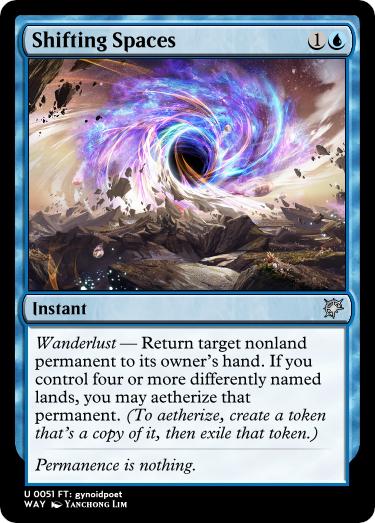 Shifting Spaces 1
Instant
Wanderlust — Return target nonland
permanent to its owner's hand. If you
control four or more differently named
lands, you may aetherize that
permanent. (To aetherize, create a token
that's a copy of it, then exile that token.)
Permanence is nothing.
U 0051 FT: gynoidpoet
WAY Yanchong Lim